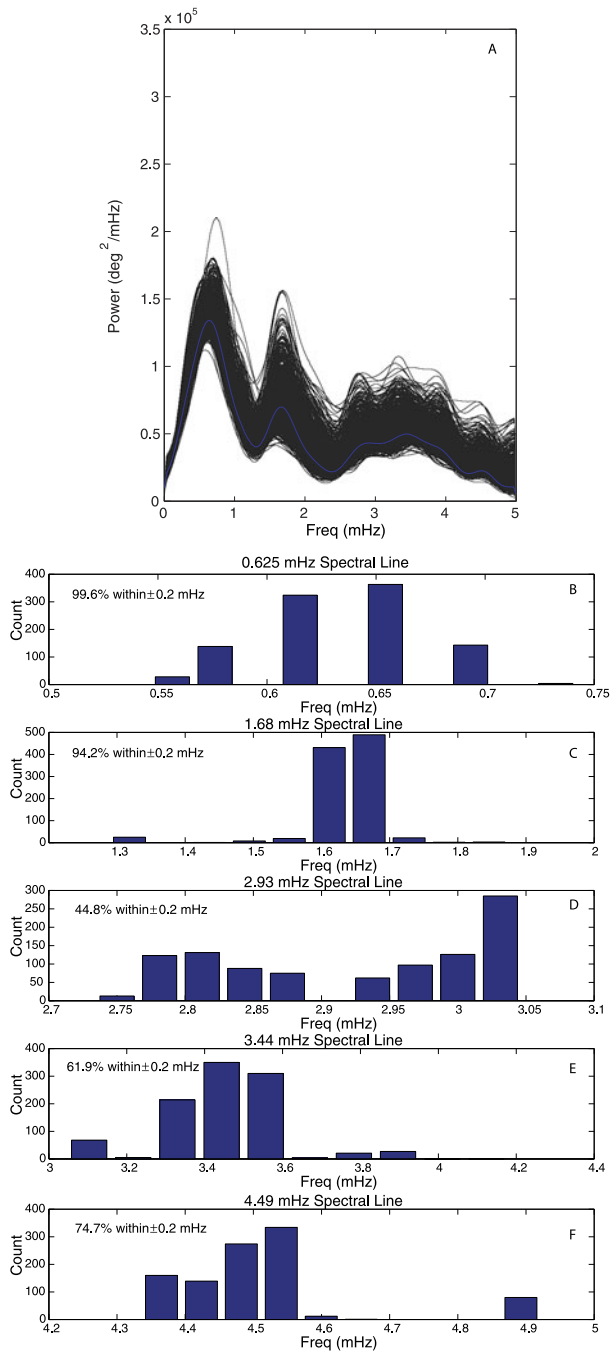 x 10^5
A
3.5
3
2.5
2
1.5
1
0.5
0
Power (deg^2/mHz)
0 1 2 3 4 5
Freq (mHz)
0.625 mHz Spectral Line
99.6% within±0.2 mHz
B
400
300
200
100
0
Count
0.5 0.55 0.6 0.65 0.7 0.75
Freq (mHz)
1.68 mHz Spectral Line
94.2% within±0.2 mHz
C
500
400
300
200
100
0
Count
1.3 1.4 1.5 1.6 1.7 1.8 1.9 2
Freq (mHz)
2.93 mHz Spectral Line
44.8% within±0.2 mHz
D
300
250
200
150
100
50
0
Count
2.7 2.75 2.8 2.85 2.9 2.95 3 3.05 3.1
Freq (mHz)
3.44 mHz Spectral Line
61.9% within±0.2 mHz
E
400
300
200
100
0
Count
3 3.2 3.4 3.6 3.8 4 4.2 4.4
Freq (mHz)
4.49 mHz Spectral Line
74.7% within±0.2 mHz
F
400
300
200
100
0
Count
4.2 4.3 4.4 4.5 4.6 4.7 4.8 4.9 5
Freq (mHz)